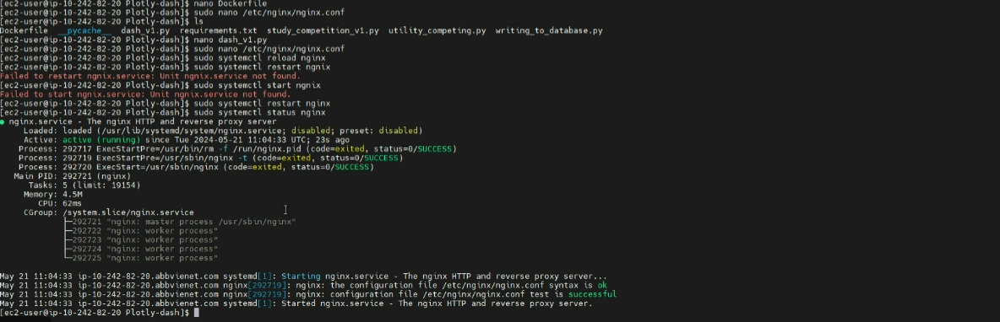 [ec2-user@ip-10-242-82-20 Plotly-dash]$ nano Dockerfile
[ec2-user@ip-10-242-82-20 Plotly-dash]$ sudo nano /etc/nginx/nginx.conf
[ec2-user@ip-10-242-82-20 Plotly-dash]$ ls
Dockerfile  __pycache__  dash_v1.py  requirements.txt  study_competition_v1.py  utility_competing.py  writing_to_database.py
[ec2-user@ip-10-242-82-20 Plotly-dash]$ nano dash_v1.py
[ec2-user@ip-10-242-82-20 Plotly-dash]$ sudo nano /etc/nginx/nginx.conf
[ec2-user@ip-10-242-82-20 Plotly-dash]$ sudo systemctl reload nginx
[ec2-user@ip-10-242-82-20 Plotly-dash]$ sudo systemctl restart ngnix
Failed to restart ngnix.service: Unit ngnix.service not found.
[ec2-user@ip-10-242-82-20 Plotly-dash]$ sudo systemctl start ngnix
Failed to start ngnix.service: Unit ngnix.service not found.
[ec2-user@ip-10-242-82-20 Plotly-dash]$ sudo systemctl restart nginx
[ec2-user@ip-10-242-82-20 Plotly-dash]$ sudo systemctl status nginx
● nginx.service - The nginx HTTP and reverse proxy server
Loaded: loaded (/usr/lib/systemd/system/nginx.service; disabled; preset: disabled)
Active: active (running) since Tue 2024-05-21 11:04:33 UTC; 23s ago
Process: 292717 ExecStartPre=/usr/bin/rm -f /run/nginx.pid (code=exited, status=0/SUCCESS)
Process: 292719 ExecStartPre=/usr/sbin/nginx -t (code=exited, status=0/SUCCESS)
Process: 292720 ExecStart=/usr/sbin/nginx (code=exited, status=0/SUCCESS)
Main PID: 292721 (nginx)
Tasks: 5 (limit: 19154)
Memory: 4.5M
CPU: 62ms
CGroup: /system.slice/nginx.service
├─292721 "nginx: master process /usr/sbin/nginx"
├─292722 "nginx: worker process"
├─292723 "nginx: worker process"
├─292724 "nginx: worker process"
└─292725 "nginx: worker process"
May 21 11:04:33 ip-10-242-82-20.abbvienet.com systemd[1]: Starting nginx.service - The nginx HTTP and reverse proxy server...
May 21 11:04:33 ip-10-242-82-20.abbvienet.com nginx[292719]: nginx: the configuration file /etc/nginx/nginx.conf syntax is ok
May 21 11:04:33 ip-10-242-82-20.abbvienet.com nginx[292719]: nginx: configuration file /etc/nginx/nginx.conf test is successful
May 21 11:04:33 ip-10-242-82-20.abbvienet.com systemd[1]: Started nginx.service - The nginx HTTP and reverse proxy server.
[ec2-user@ip-10-242-82-20 Plotly-dash]$